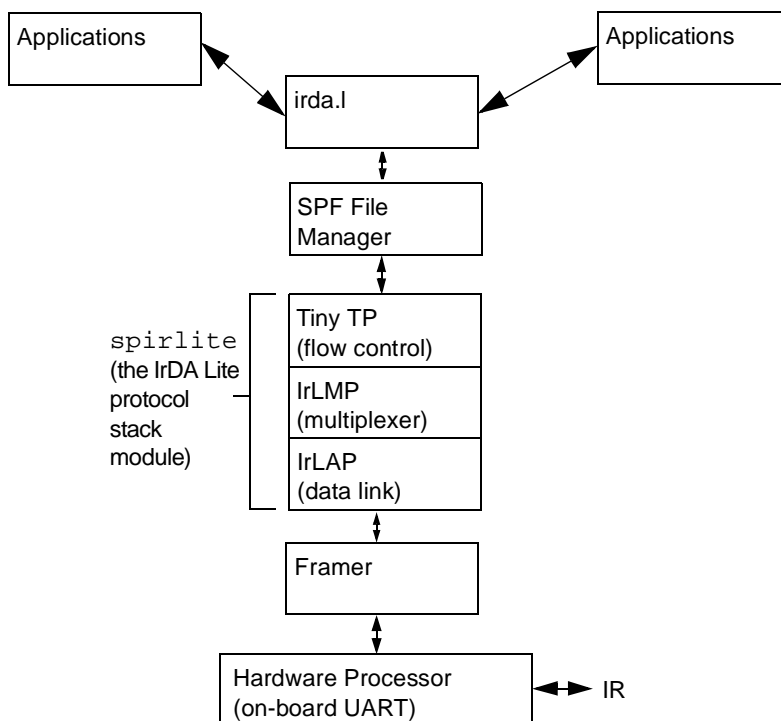 Applications
Applications
irda.l
SPF File
Manager
Tiny TP
(flow control)
spirlite
(the IrDA Lite
protocol
stack
module)
IrLMP
(multiplexer)
IrLAP
(data link)
Framer
Hardware Processor
(on-board UART)
IR